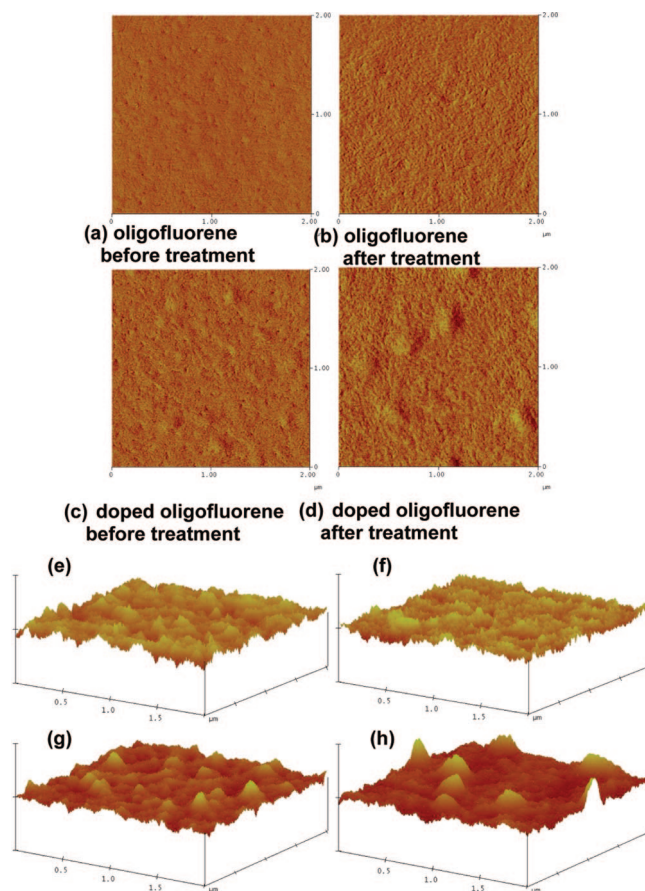 2.00
2.00
1.00
1.00
0
0
0
1.00
2.00
0
1.00
2.00
µm
µm
(a) oligofluorene
before treatment
(b) oligofluorene
after treatment
2.00
2.00
1.00
1.00
0
0
0
1.00
2.00
0
1.00
2.00
µm
µm
(c) doped oligofluorene
before treatment
(d) doped oligofluorene
after treatment
(e)
(f)
0.5
1.0
1.5
µm
0.5
1.0
1.5
µm
(g)
(h)
0.5
1.0
1.5
µm
0.5
1.0
1.5
µm